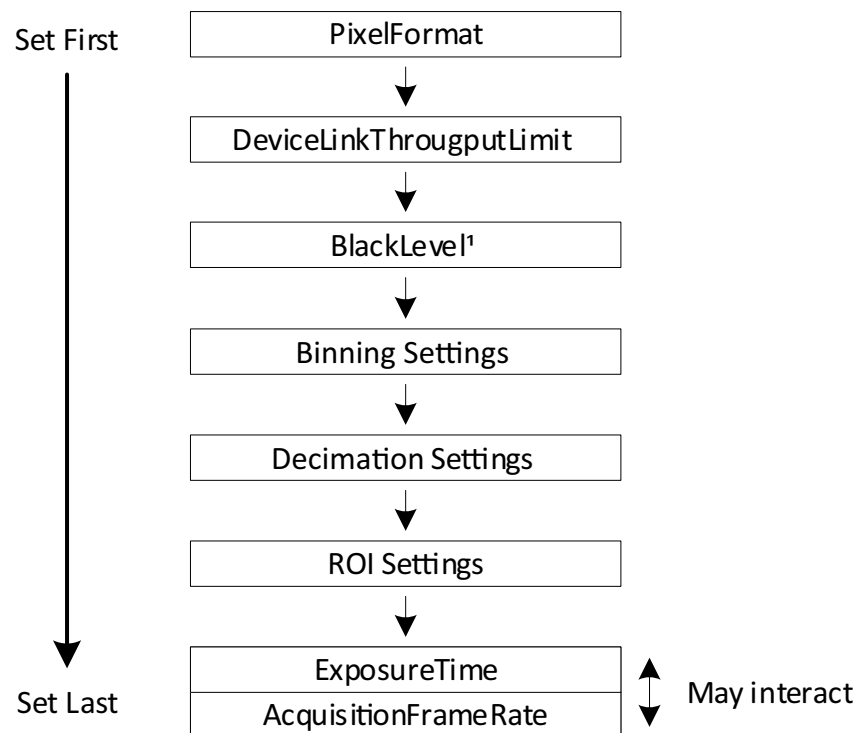 Set First
PixelFormat
DeviceLinkThrougputLimit
BlackLevel¹
Binning Settings
Decimation Settings
ROI Settings
ExposureTime
May interact
Set Last
AcquisitionFrameRate